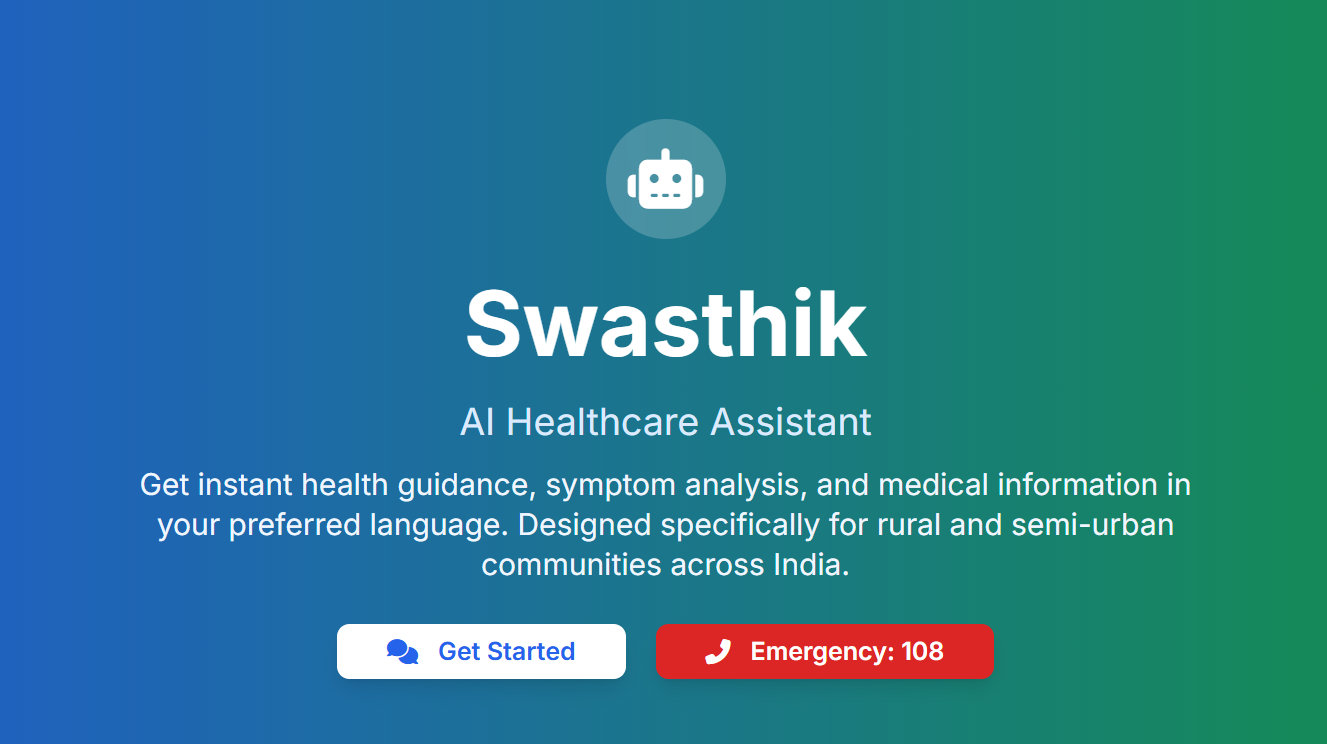 Swasthik
AI Healthcare Assistant
Get instant health guidance, symptom analysis, and medical information in
your preferred language. Designed specifically for rural and semi-urban
communities across India.
Get Started
Emergency: 108